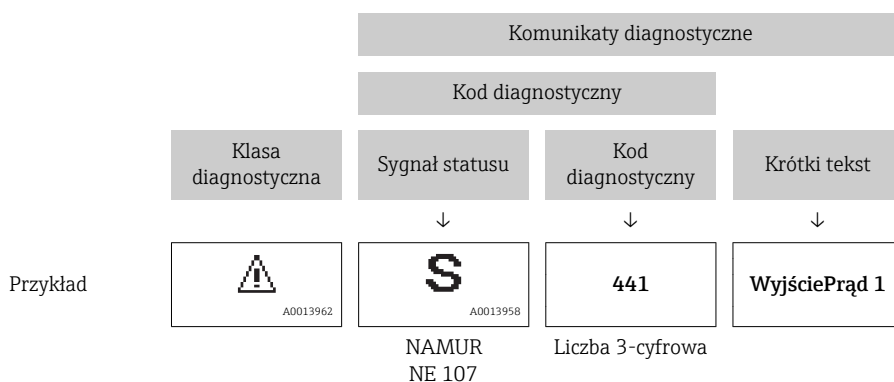 Komunikaty diagnostyczne
Kod diagnostyczny
Klasa
diagnostyczna
Sygnał statusu
Kod
diagnostyczny
Krótki tekst
↓ ↓ ↓
Przykład
A0013962
S
A0013958
441
WyjściePrąd 1
NAMUR
NE 107
Liczba 3-cyfrowa